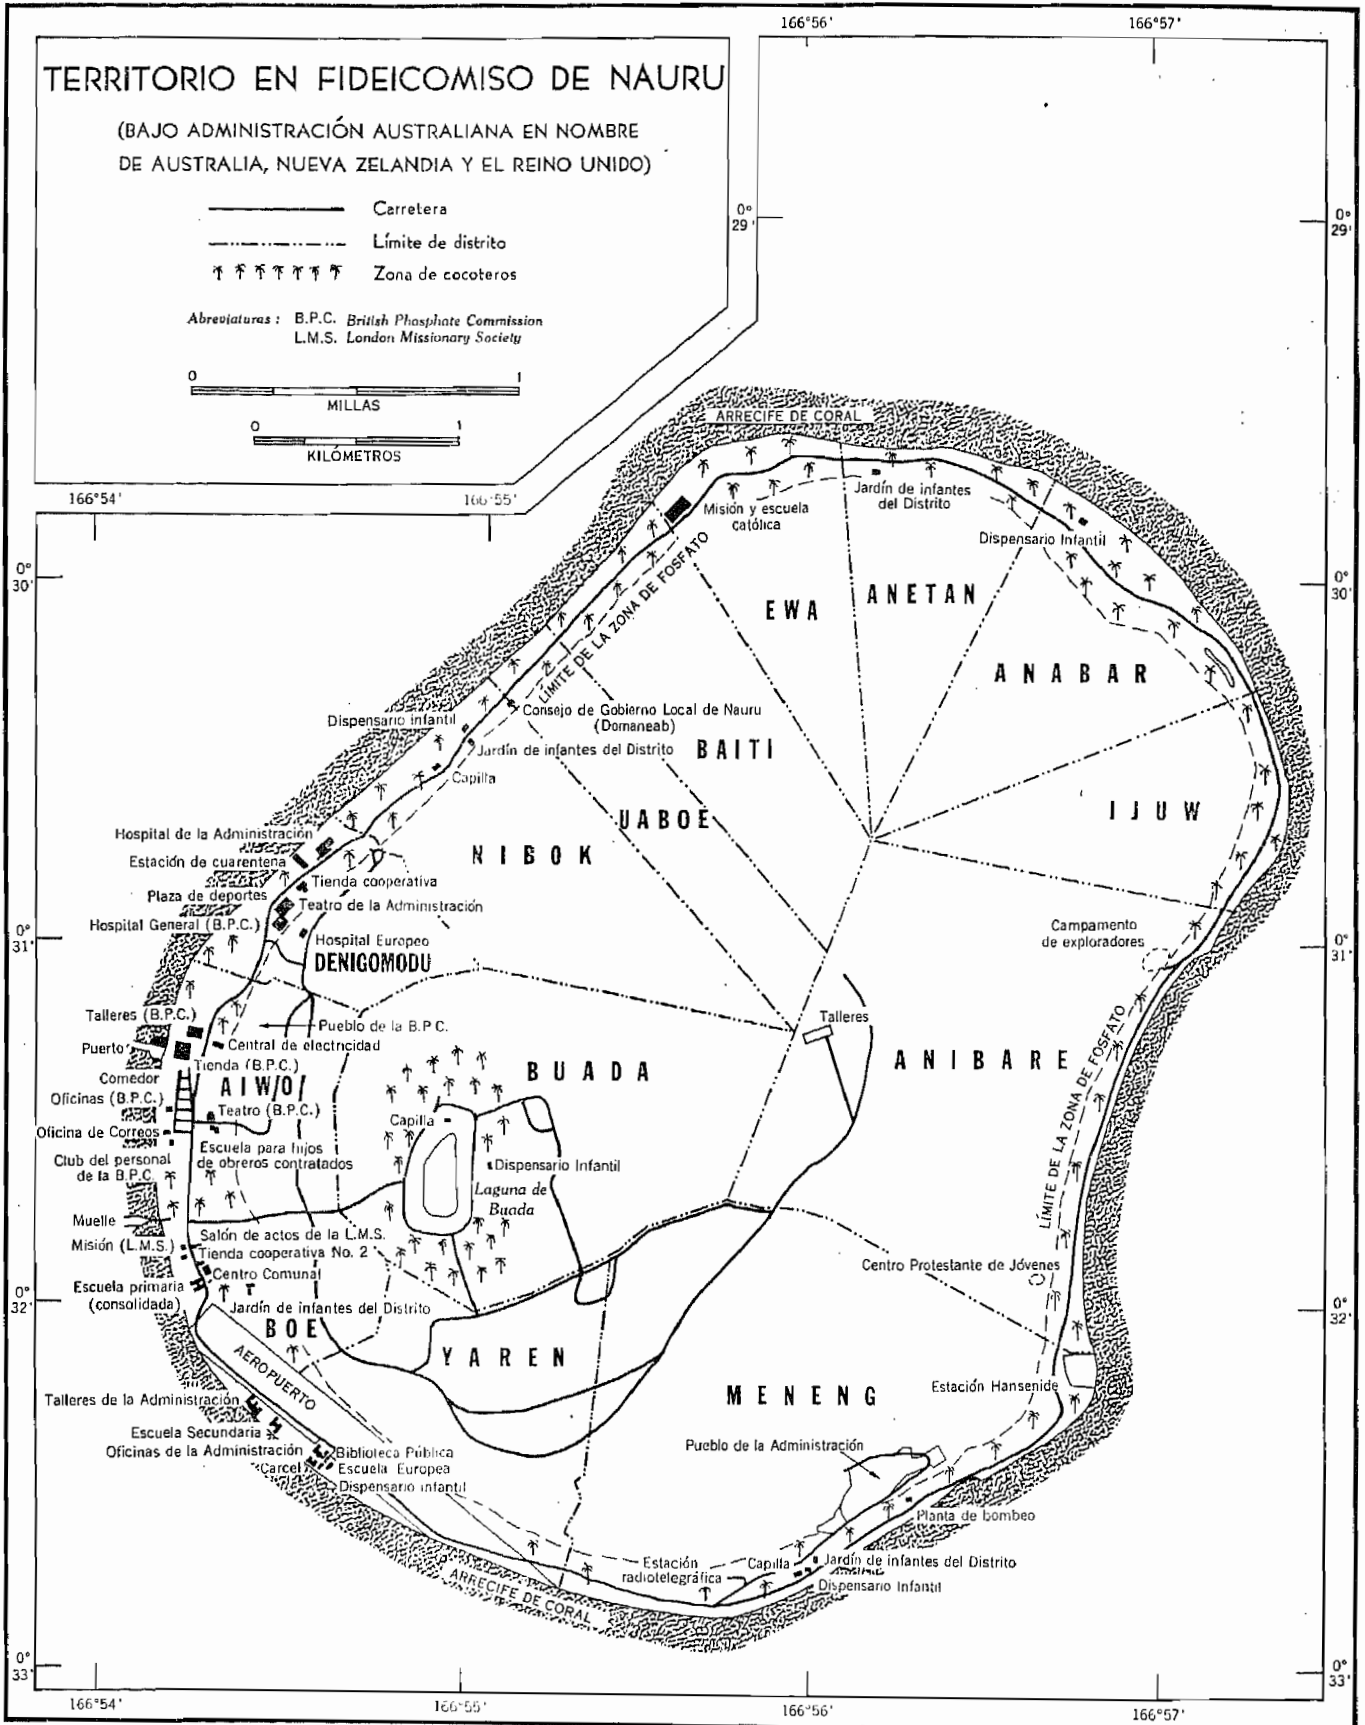 166°56'
166°57'
TERRITORIO EN FIDEICOMISO DE NAURU
(BAJO ADMINISTRACIÓN AUSTRALIANA EN NOMBRE
DE AUSTRALIA, NUEVA ZELANDIA Y EL REINO UNIDO)
Carretera
Límite de distrito
Zona de cocoteros
Abreviaturas : B.P.C. British Phosphate Commission
L.M.S. London Missionary Society
0 1
MILLAS
0 1
KILÓMETROS
0°
29'
0°
29'
166°54'
166°55'
ARRECIFE DE CORAL
Misión y escuela
católica
Jardín de infantes
del Distrito
Dispensario Infantil
0°
30'
0°
30'
LÍMITE DE LA ZONA DE FOSFATO
EWA
ANETAN
ANABAR
Dispensario infantil
Consejo de Gobierno Local de Nauru
(Domaneab)
Jardín de infantes del Distrito
BAITI
Capilla
UABOE
IJUW
NIBOK
Hospital de la Administración
Estación de cuarentena
Tienda cooperativa
Plaza de deportes
Teatro de la Administración
Hospital General (B.P.C.)
Hospital Europeo
DENIGOMODU
Campamento
de exploradores
0°
31'
0°
31'
Talleres (B.P.C.)
Pueblo de la B.P.C.
Talleres
Puerto
Central de electricidad
Tienda (B.P.C.)
Comedor
AIWO
BUADA
ANIBARE
LÍMITE DE LA ZONA DE FOSFATO
Oficinas (B.P.C.)
Teatro (B.P.C.)
Capilla
Oficina de Correos
Escuela para hijos
de obreros contratados
Club del personal
de la B.P.C.
Dispensario Infantil
Laguna de
Buada
Muelle
Salón de actos de la L.M.S.
Misión (L.M.S.)
Tienda cooperativa No. 2
Centro Comunal
Centro Protestante de Jóvenes
Escuela primaria
(consolidada)
Jardín de infantes del Distrito
0°
32'
0°
32'
BOE
AEROPUERTO
YAREN
MENENG
Estación Hansenide
Talleres de la Administración
Escuela Secundaria
Oficinas de la Administración
Biblioteca Pública
Carcel
Escuela Europea
Dispensario infantil
Pueblo de la Administración
Planta de bombeo
Estación
radiotelegráfica
Capilla
Jardín de infantes del Distrito
Dispensario Infantil
ARRECIFE DE CORAL
0°
33'
0°
33'
166°54'
166°55'
166°56'
166°57'